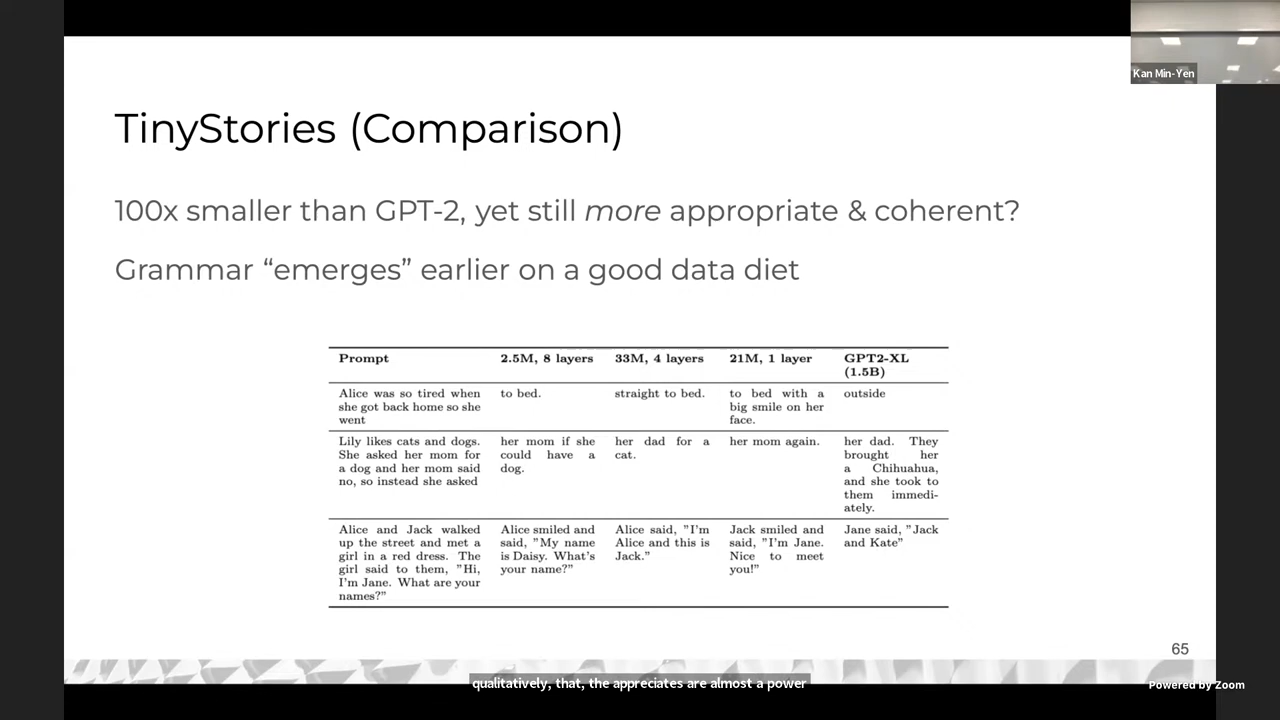 Kan Min-Yen
TinyStories (Comparison)
100x smaller than GPT-2, yet still more appropriate & coherent?
Grammar “emerges” earlier on a good data diet
Prompt 2.5M, 8 layers 33M, 4 layers 21M, 1 layer GPT2-XL
(1.5B)
Alice was so tired when to bed. straight to bed. to bed with a outside
she got back home so she big smile on her
went face.
Lily likes cats and dogs. her mom if she her dad for a her mom again. her dad. They
She asked her mom for could have a cat. brought her
a dog and her mom said dog. a Chihuahua,
no, so instead she asked and she took to
them immedi-
ately.
Alice and Jack walked Alice smiled and Alice said, "I'm Jack smiled and Jane said, "Jack
up the street and met a said, "My name Alice and this is said, "I'm Jane. and Kate"
girl in a red dress. The is Daisy. What's Jack." Nice to meet
girl said to them, "Hi, your name?" you!"
I'm Jane. What are your
names?"
65
qualitatively, that, the appreciates are almost a power
Powered by Zoom